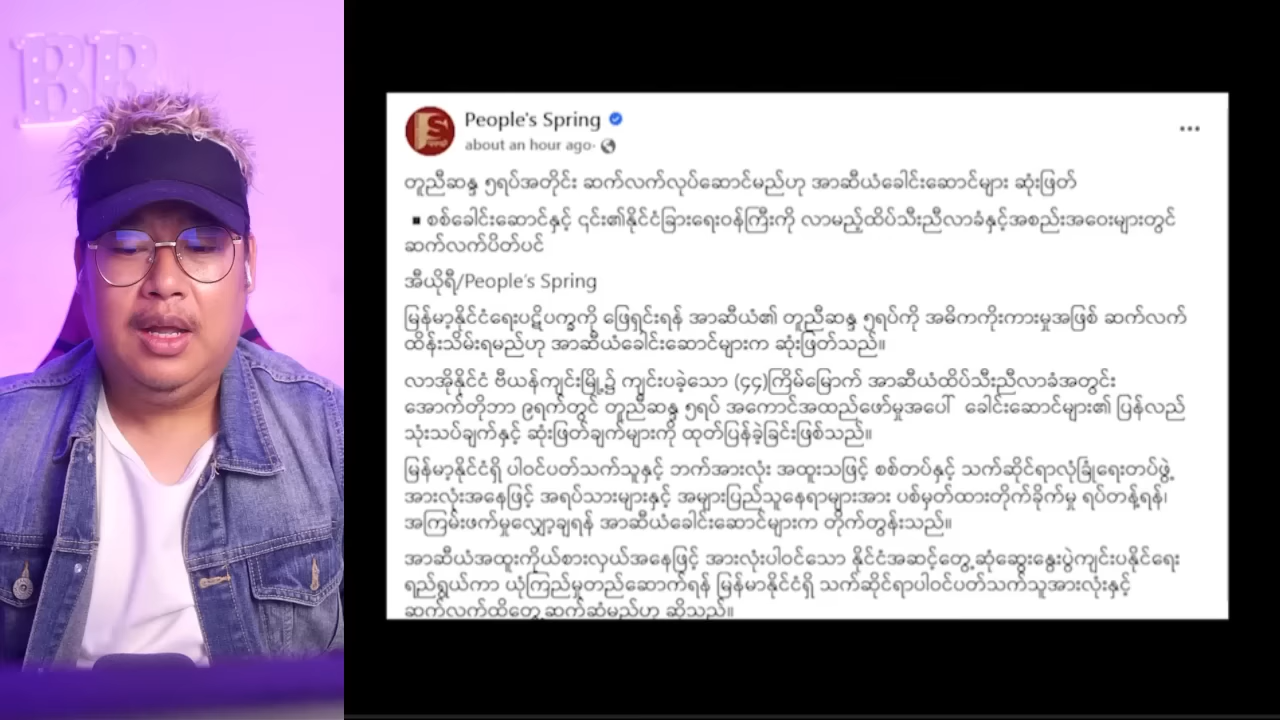 BB
People's Spring
about an hour ago·
တူညီဆန္ဒ ၅ရပ်အတိုင်း ဆက်လက်လုပ်ဆောင်မည်ဟု အာဆီယံခေါင်းဆောင်များ ဆုံးဖြတ်
▪စစ်ခေါင်းဆောင်နှင့် ၎င်း၏နိုင်ငံခြားရေးဝန်ကြီးကို လာမည့်ထိပ်သီးညီလာခံနှင့်အစည်းအဝေးများတွင်
ဆက်လက်ပိတ်ပင်
အီယိုရီ/People's Spring
မြန်မာ့နိုင်ငံရေးပဋိပက္ခကို ဖြေရှင်းရန် အာဆီယံ၏ တူညီဆန္ဒ ၅ရပ်ကို အဓိကကိုးကားမှုအဖြစ် ဆက်လက်
ထိန်းသိမ်းရမည်ဟု အာဆီယံခေါင်းဆောင်များက ဆုံးဖြတ်သည်။
လာအိုနိုင်ငံ ဗီယန်ကျင်းမြို့၌ ကျင်းပခဲ့သော (၄၄)ကြိမ်မြောက် အာဆီယံထိပ်သီးညီလာခံအတွင်း
အောက်တိုဘာ ၉ရက်တွင် တူညီဆန္ဒ ၅ရပ် အကောင်အထည်ဖော်မှုအပေါ် ခေါင်းဆောင်များ၏ ပြန်လည်
သုံးသပ်ချက်နှင့် ဆုံးဖြတ်ချက်များကို ထုတ်ပြန်ခဲ့ခြင်းဖြစ်သည်။
မြန်မာ့နိုင်ငံရှိ ပါဝင်ပတ်သက်သူနှင့် ဘက်အားလုံး အထူးသဖြင့် စစ်တပ်နှင့် သက်ဆိုင်ရာလုံခြုံရေးတပ်ဖွဲ့
အားလုံးအနေဖြင့် အရပ်သားများနှင့် အများပြည်သူနေရာများအား ပစ်မှတ်ထားတိုက်ခိုက်မှု ရပ်တန့်ရန်၊
အကြမ်းဖက်မှုလျှော့ချရန် အာဆီယံခေါင်းဆောင်များက တိုက်တွန်းသည်။
အာဆီယံအထူးကိုယ်စားလှယ်အနေဖြင့် အားလုံးပါဝင်သော နိုင်ငံအဆင့်တွေ့ဆုံဆွေးနွေးပွဲကျင်းပနိုင်ရေး
ရည်ရွယ်ကာ ယုံကြည်မှုတည်ဆောက်ရန် မြန်မာနိုင်ငံရှိ သက်ဆိုင်ရာပါဝင်ပတ်သက်သူအားလုံးနှင့်
ဆက်လက်ထိတွေ့ဆက်ဆံမည်ဟု ဆိုသည်။